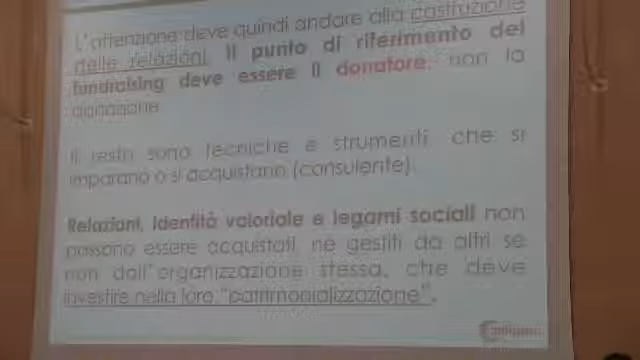 L'attenzione deve quindi andare alla costruzione
delle relazioni. Il punto di riferimento del
fundraising deve essere il donatore, non la
donazione.
Il resto sono tecniche e strumenti che si
imparano o si acquistano (consulente).
Relazioni, identità valoriale e legami sociali non
possono essere acquistati, né gestiti da altri se
non dall'organizzazione stessa, che deve
investire nella loro "patrimonializzazione".